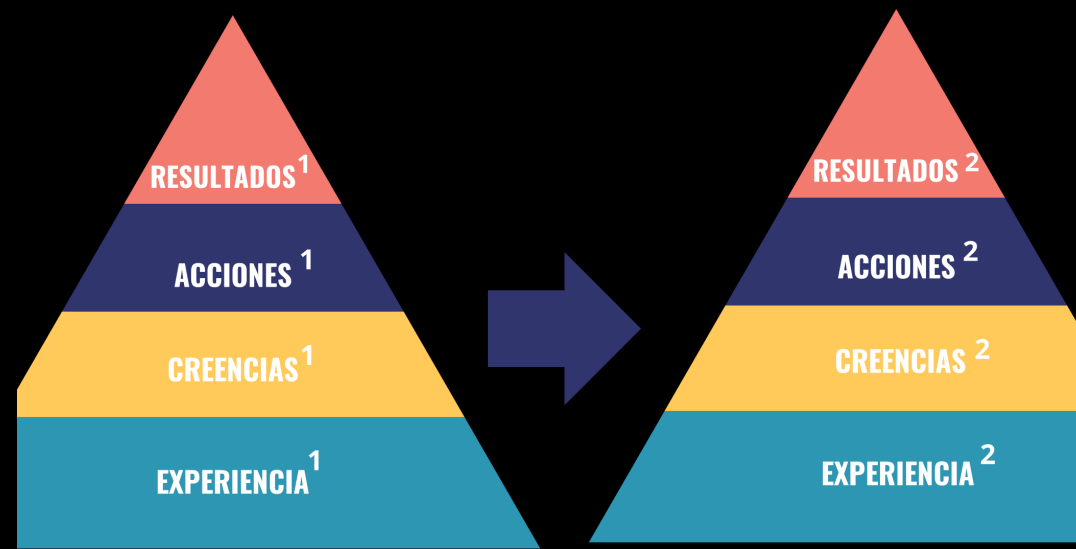 RESULTADOS 1
ACCIONES 1
CREENCIAS 1
EXPERIENCIA 1
RESULTADOS 2
ACCIONES 2
CREENCIAS 2
EXPERIENCIA 2